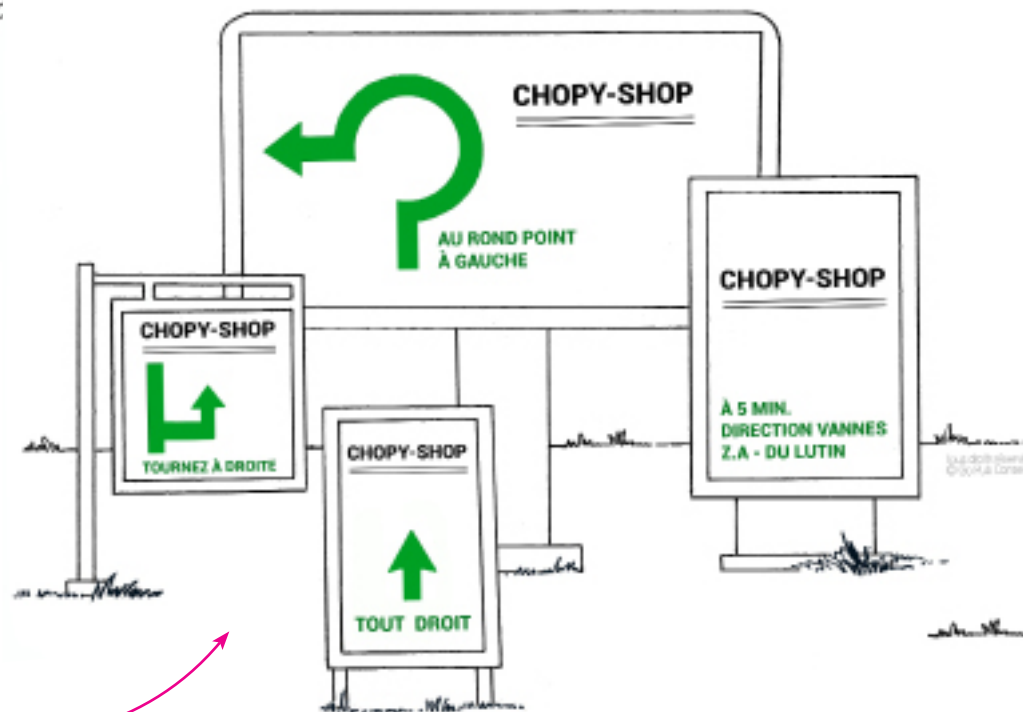 CHOPY-SHOP
AU ROND POINT
À GAUCHE
CHOPY-SHOP
À 5 MIN.
DIRECTION VANNES
Z.A - DU LUTIN
CHOPY-SHOP
TOURNEZ À DROITE
CHOPY-SHOP
TOUT DROIT